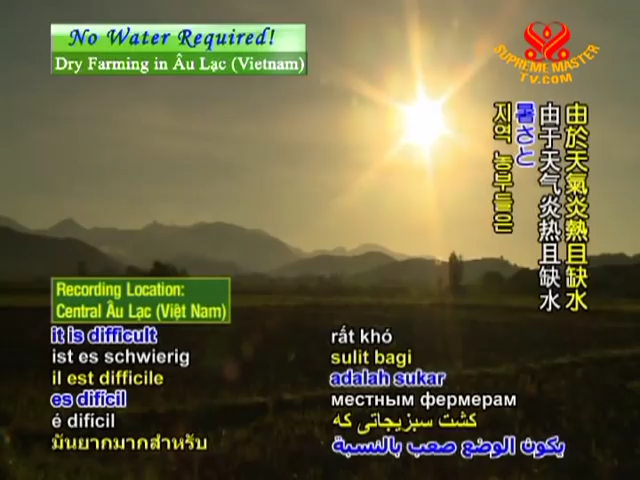 No Water Required!
Dry Farming in Âu Lạc (Vietnam)
SUPREME MASTER
TV.COM
由於天氣炎熱且缺水
由于天气炎热且缺水
暑さと
지역 농부들은
Recording Location:
Central Âu Lạc (Việt Nam)
it is difficult
ist es schwierig
il est difficile
es difícil
é difícil
มันยากมากสำหรับ
rất khó
sulit bagi
adalah sukar
местным фермерам
کشت سبزیجاتی که
يكون الوضع صعب بالنسبة